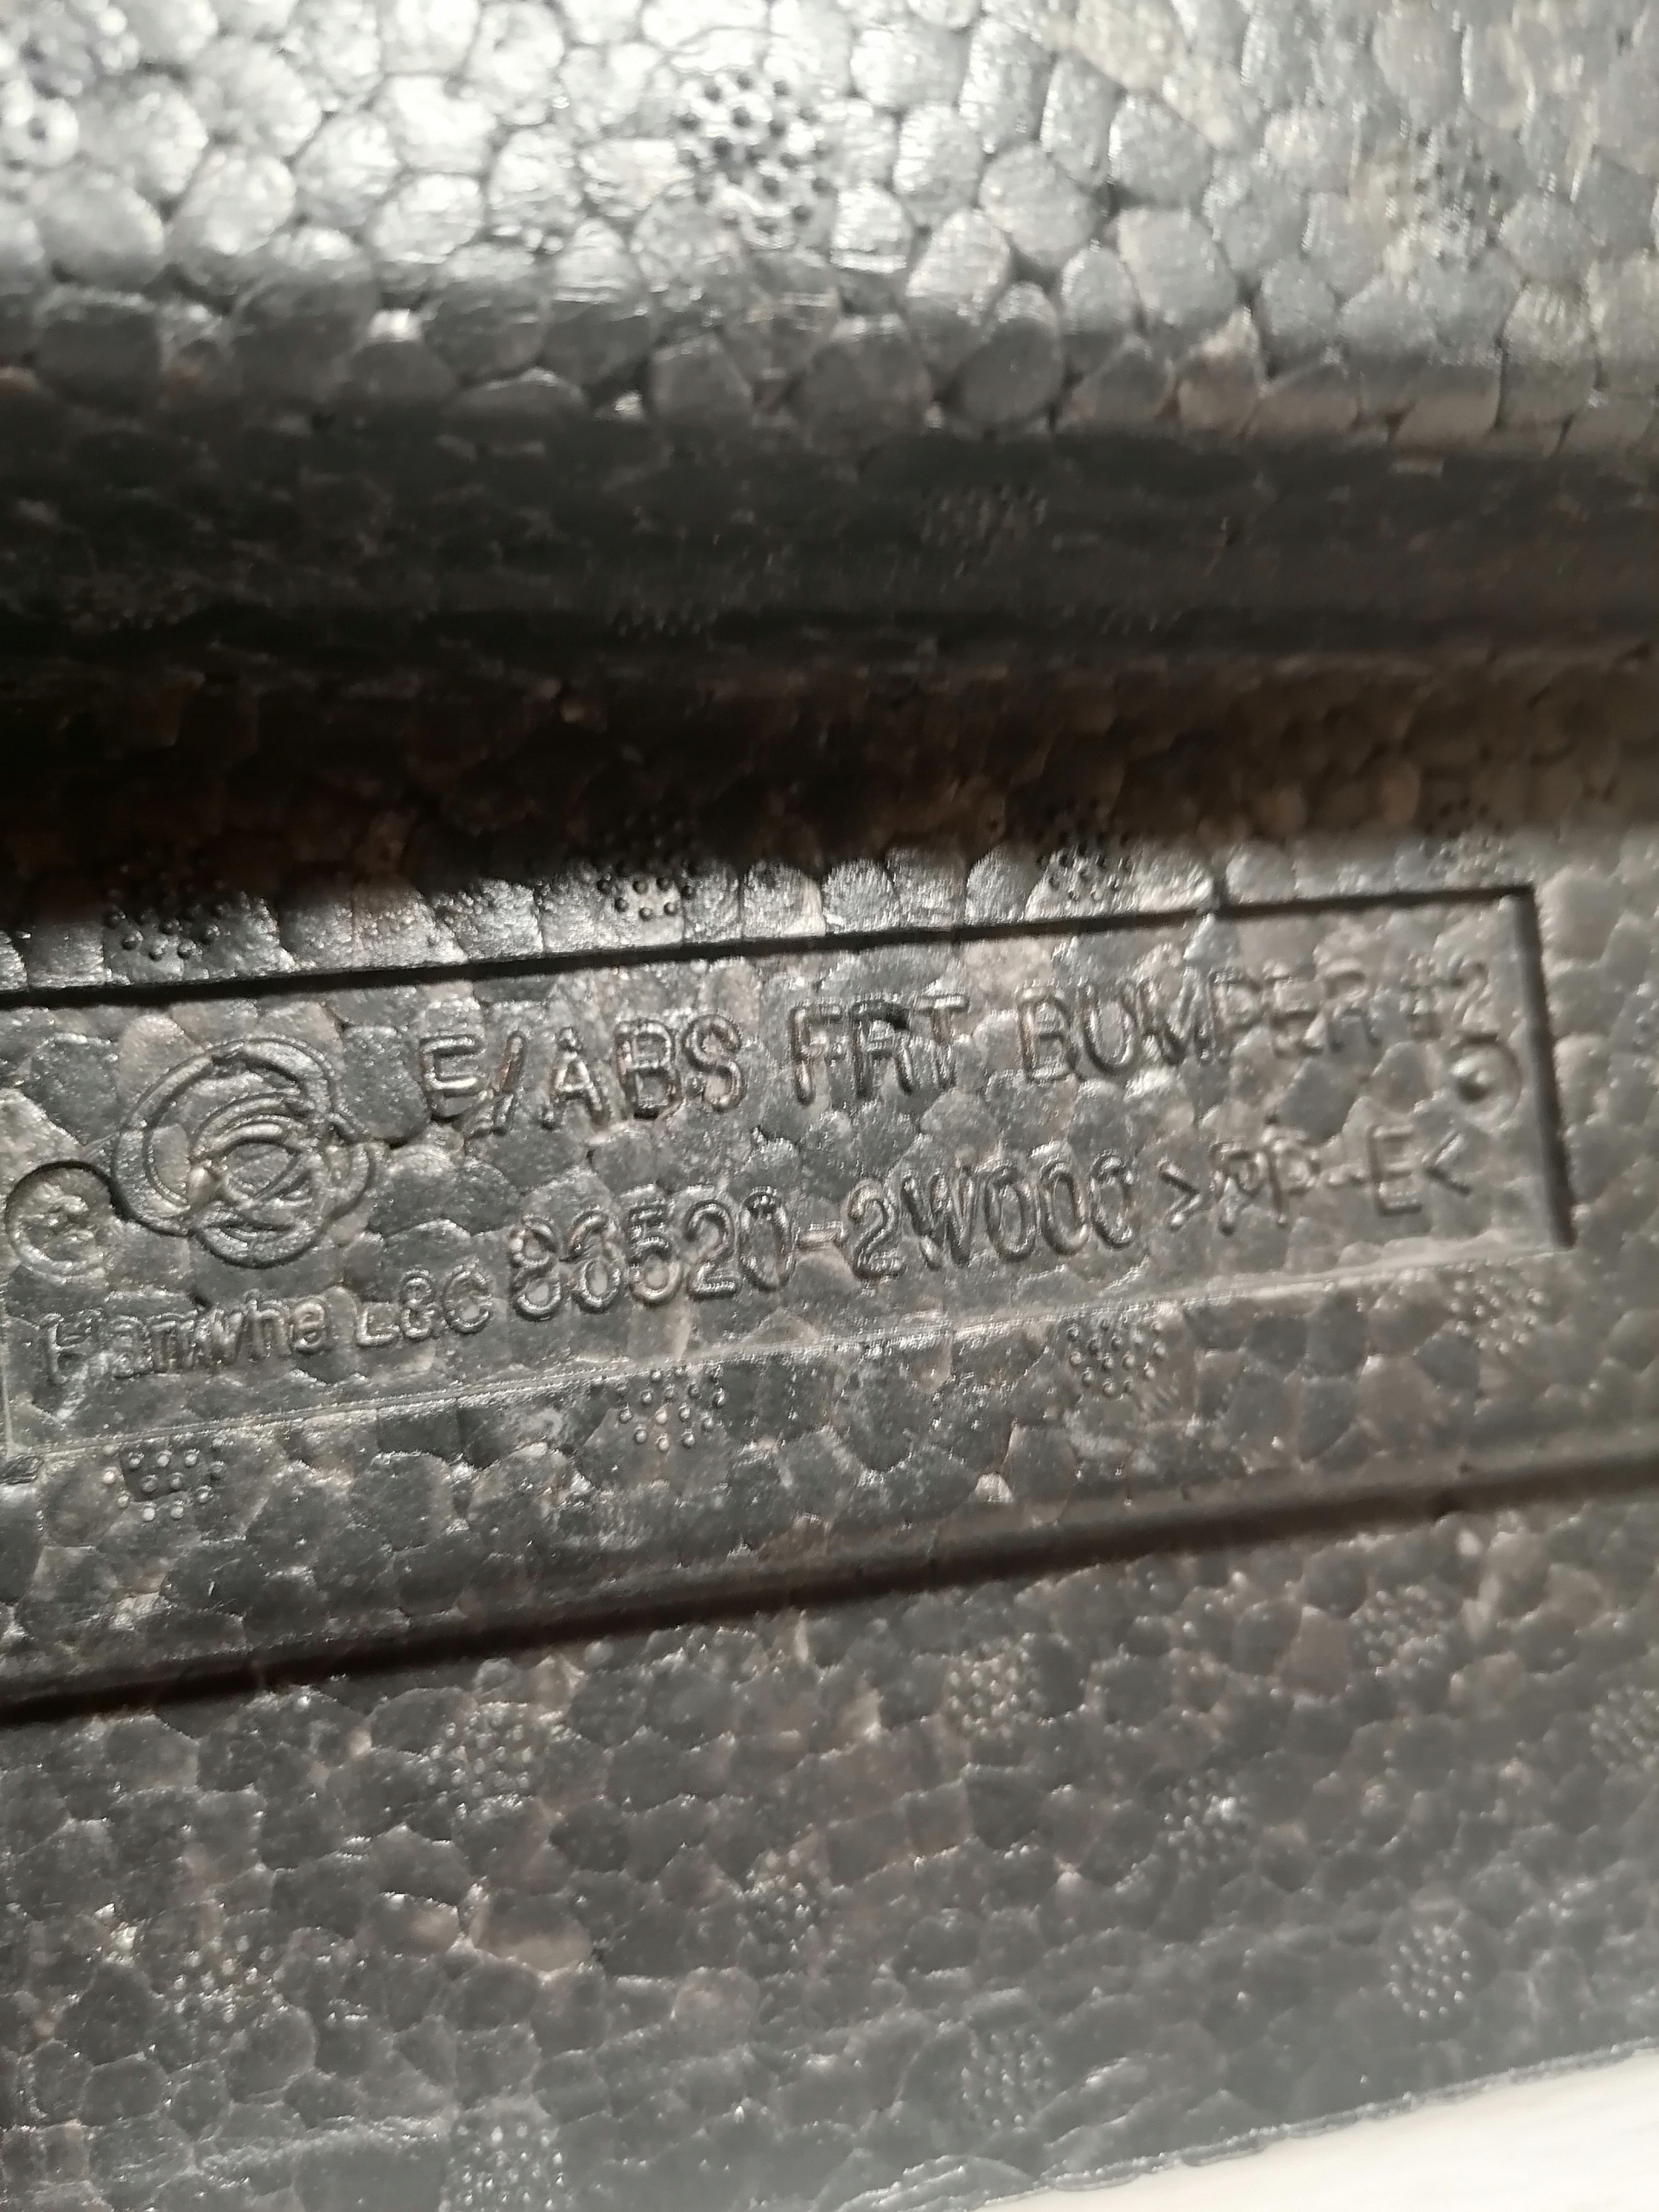 E/ABS FRT BUMPER #2
Hanwha L&C 86520-2W000 >PP-E<